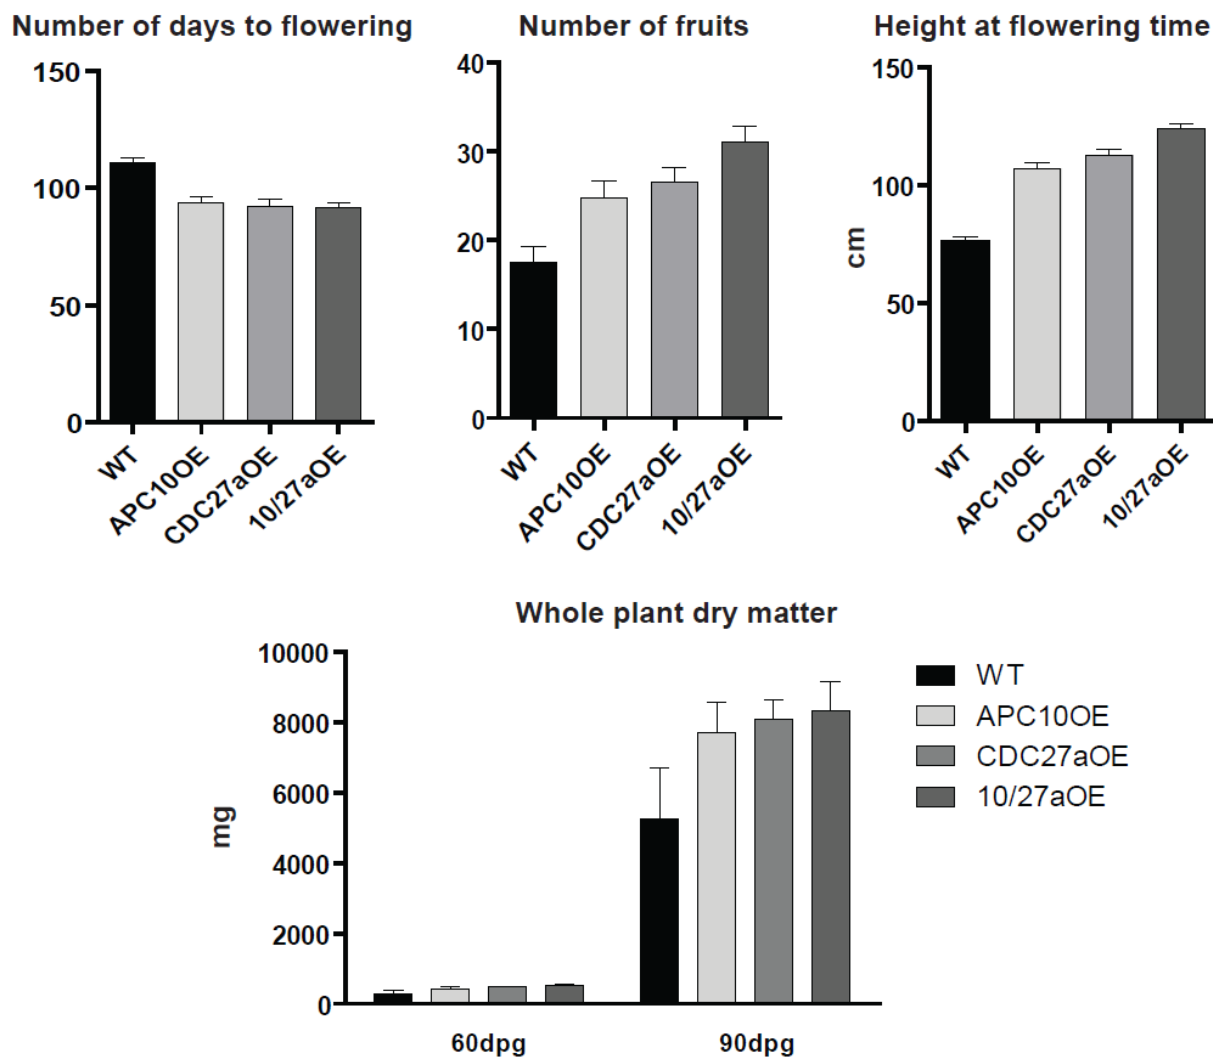 Number of days to flowering
150
100
50
0
WT
APC10OE
CDC27aOE
10/27aOE
Number of fruits
40
30
20
10
0
WT
APC10OE
CDC27aOE
10/27aOE
Height at flowering time
cm
150
100
50
0
WT
APC10OE
CDC27aOE
10/27aOE
Whole plant dry matter
mg
10000
8000
6000
4000
2000
0
60dpg
90dpg
WT
APC10OE
CDC27aOE
10/27aOE